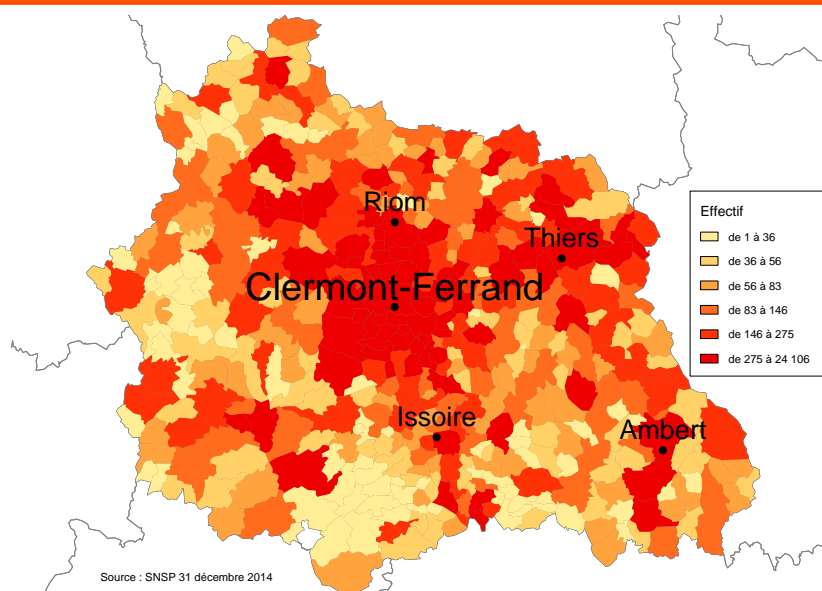 Riom
Thiers
Clermont-Ferrand
Issoire
Ambert
Effectif
de 1 à 36
de 36 à 56
de 56 à 83
de 83 à 146
de 146 à 275
de 275 à 24 106
Source : SNSP 31 décembre 2014